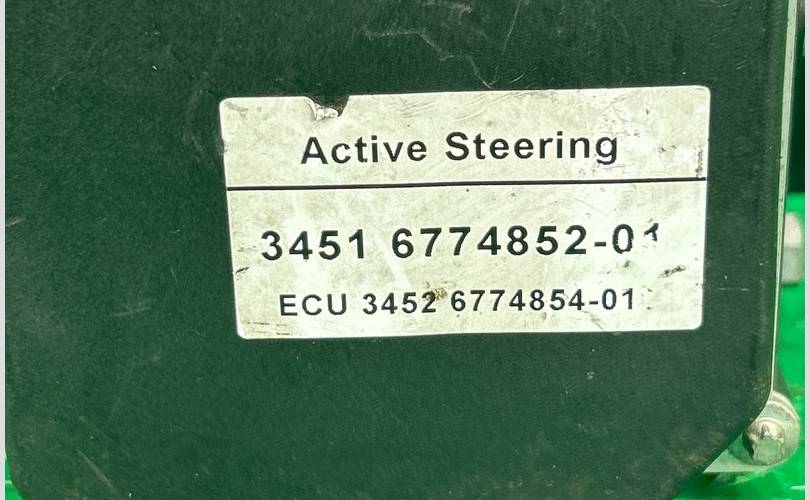 Active Steering
3451 6774852-01
ECU 3452 6774854-01